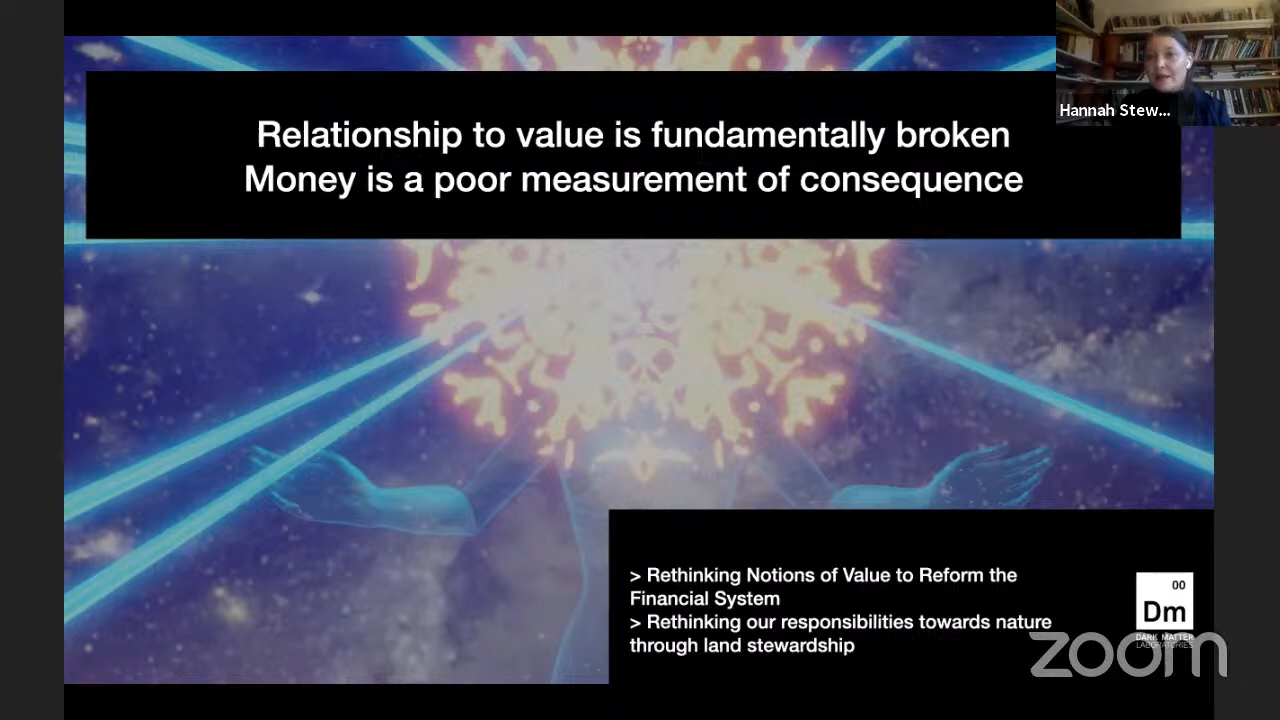 Relationship to value is fundamentally broken
Money is a poor measurement of consequence
Hannah Stew...
> Rethinking Notions of Value to Reform the
Financial System
> Rethinking our responsibilities towards nature
through land stewardship
00
Dm
DARK MATTER
LABORATORIES
zoom